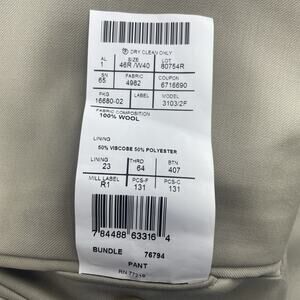 Ⓟ DRY CLEAN ONLY
AL SIZE LOT
1 46R /W40 80754R
SN FABRIC COUPON
65 4982 6716690
PKG LABEL MODEL
16680-02 3103/2F
FABRIC COMPOSITION
100% WOOL
LINING
50% VISCOSE 50% POLYESTER
LINING THRD BTN
23 64 407
MILL LABEL PCS-F PCS-C
R1 131 131
7 84488 63316 4
BUNDLE 76794
PANT
RN 77219